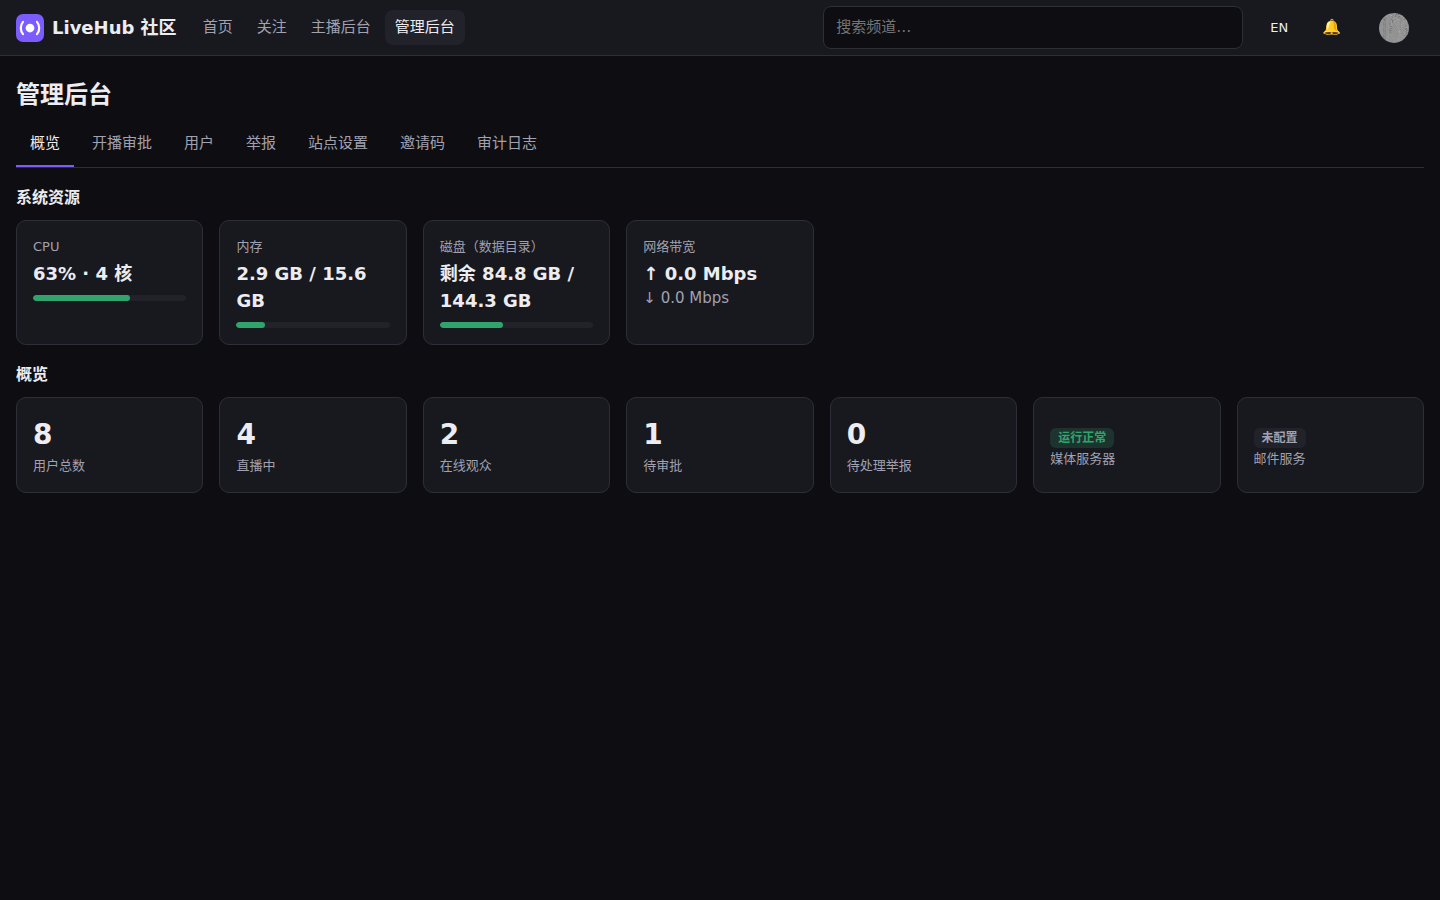 LiveHub 社区 首页 关注 主播后台 管理后台 搜索频道... EN
管理后台
概览 开播审批 用户 举报 站点设置 邀请码 审计日志
系统资源
CPU
63% · 4 核
内存
2.9 GB / 15.6
GB
磁盘（数据目录）
剩余 84.8 GB /
144.3 GB
网络带宽
↑ 0.0 Mbps
↓ 0.0 Mbps
概览
8
用户总数
4
直播中
2
在线观众
1
待审批
0
待处理举报
运行正常
媒体服务器
未配置
邮件服务